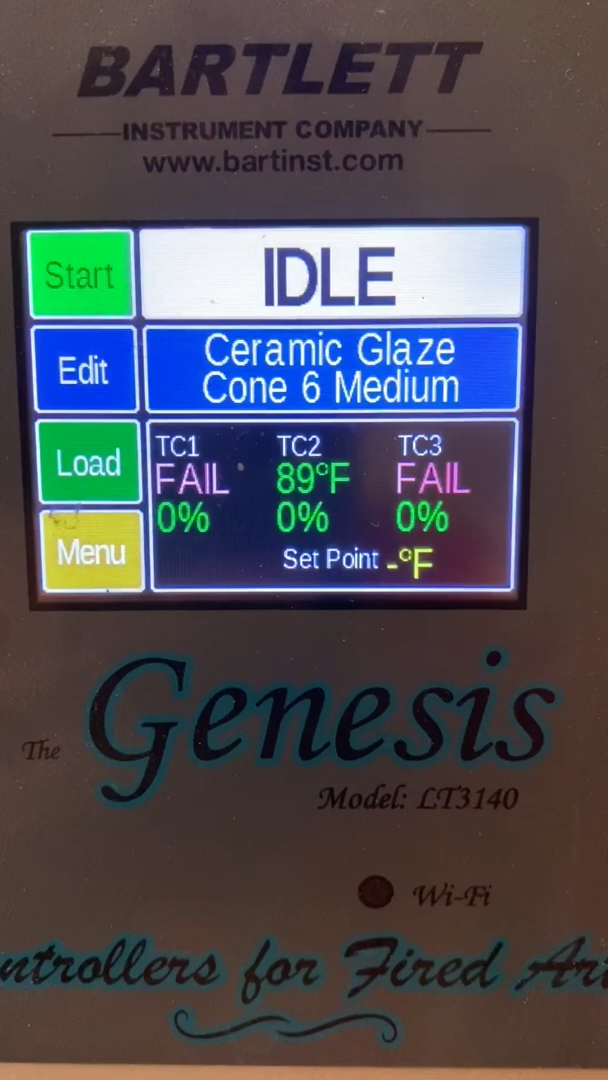 BARTLETT
INSTRUMENT COMPANY
www.bartinst.com
Start
IDLE
Edit
Ceramic Glaze
Cone 6 Medium
Load
TC1 TC2 TC3
FAIL 89°F FAIL
0% 0% 0%
Menu
Set Point -°F
The Genesis
Model: LT3140
Wi-Fi
ntrollers for Fired Art